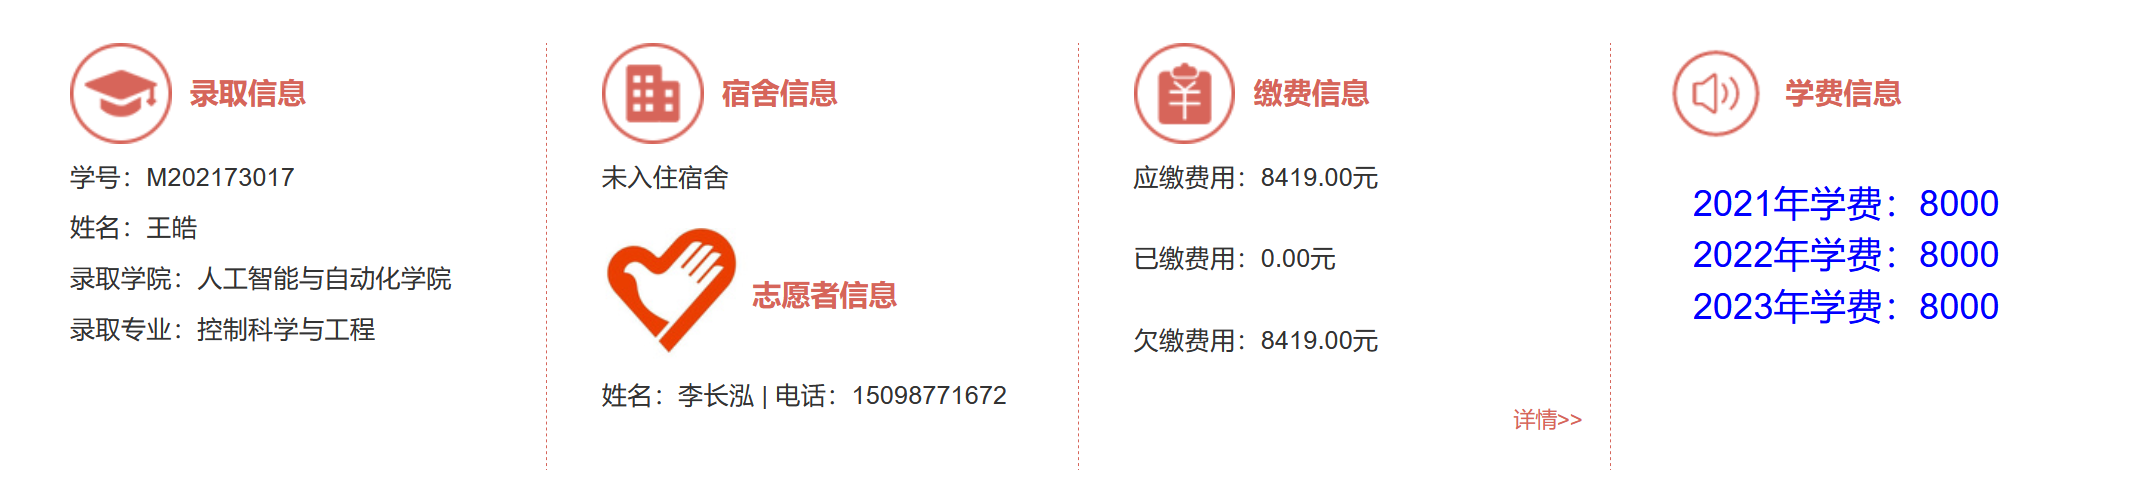 录取信息
学号：M202173017
姓名：王皓
录取学院：人工智能与自动化学院
录取专业：控制科学与工程
宿舍信息
未入住宿舍
志愿者信息
姓名：李长泓 | 电话：15098771672
缴费信息
应缴费用：8419.00元
已缴费用：0.00元
欠缴费用：8419.00元
详情>>
学费信息
2021年学费：8000
2022年学费：8000
2023年学费：8000